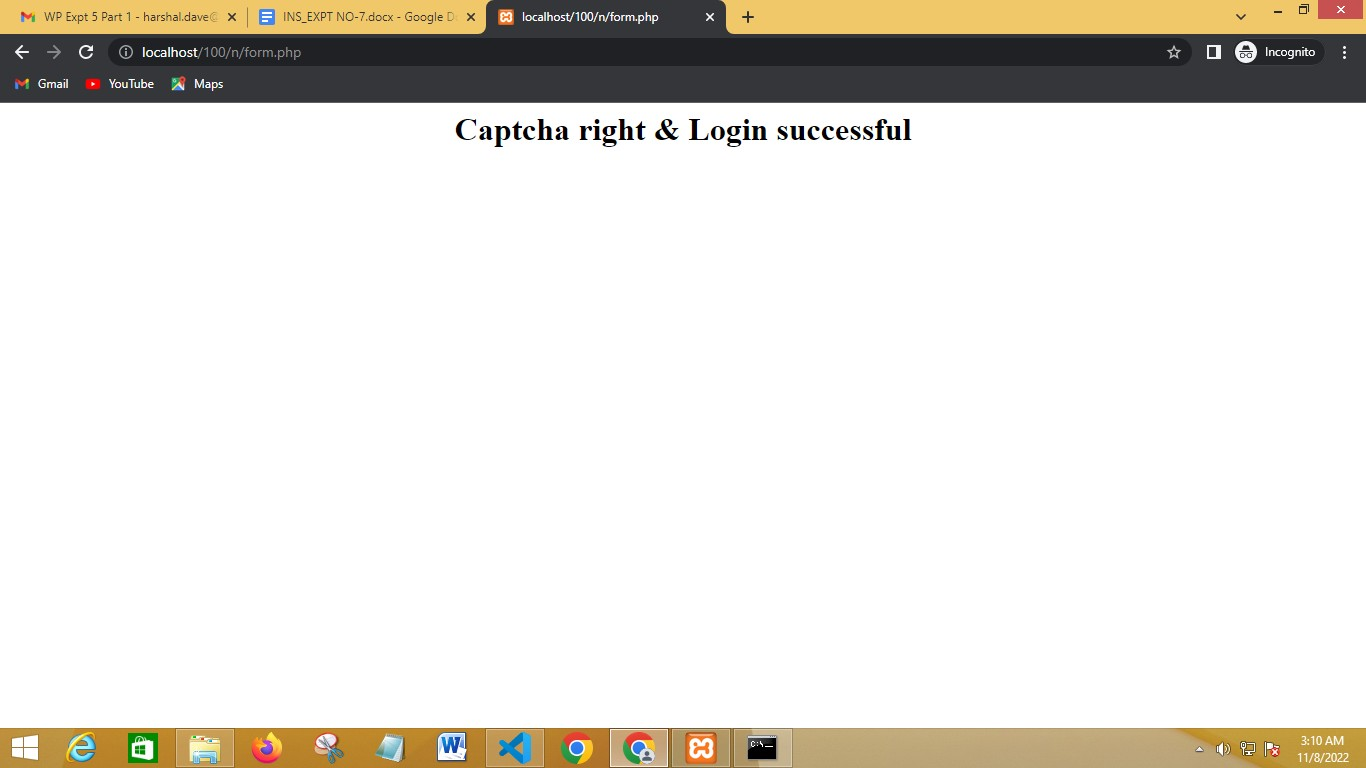 WP Expt 5 Part 1 - harshal.dave@
INS_EXPT NO-7.docx - Google D
localhost/100/n/form.php
localhost/100/n/form.php
Incognito
Gmail
YouTube
Maps
Captcha right & Login successful
C:\
3:10 AM
11/8/2022